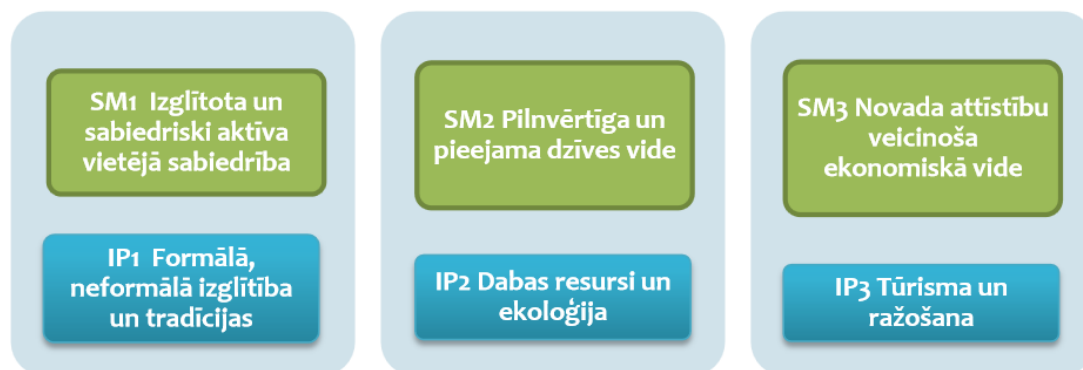 SM1 Izglītota un
sabiedriski aktīva
vietējā sabiedrība
IP1 Formālā,
neformālā izglītība
un tradīcijas
SM2 Pilnvērtīga un
pieejama dzīves vide
IP2 Dabas resursi un
ekoloģija
SM3 Novada attīstību
veicinoša
ekonomiskā vide
IP3 Tūrisma un
ražošana